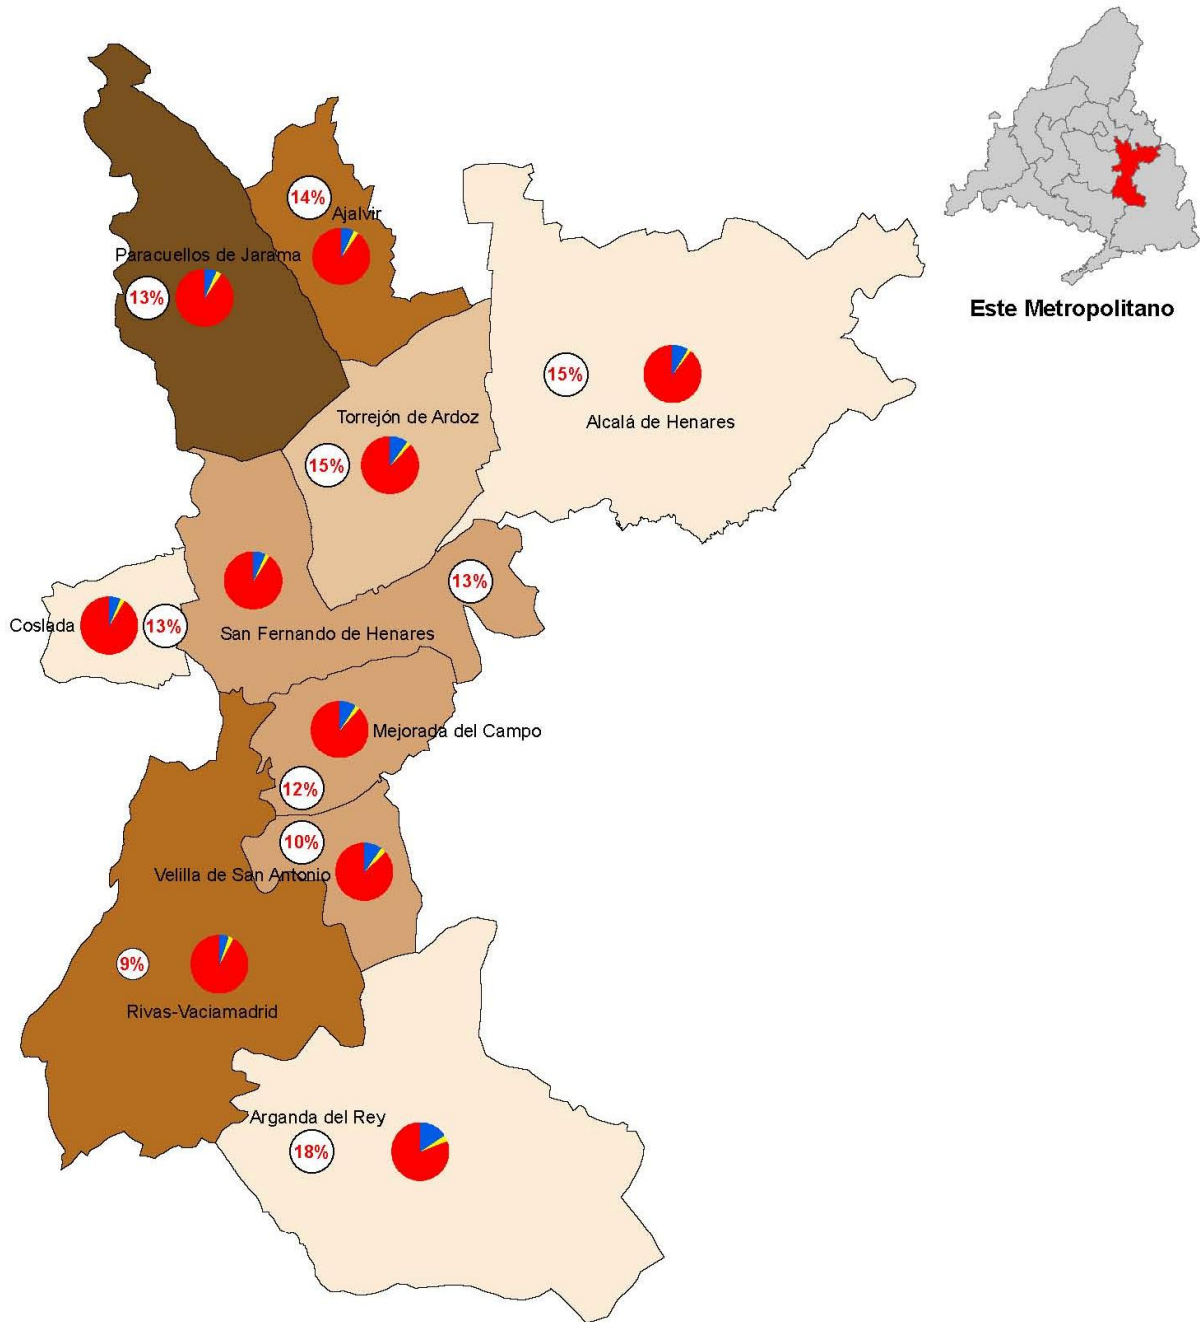 14%
Ajalvir
Paracuellos de Jarama
13%
Este Metropolitano
15%
Alcalá de Henares
Torrejón de Ardoz
15%
13%
Coslada
13%
San Fernando de Henares
Mejorada del Campo
12%
10%
Velilla de San Antonio
9%
Rivas-Vaciamadrid
Arganda del Rey
18%